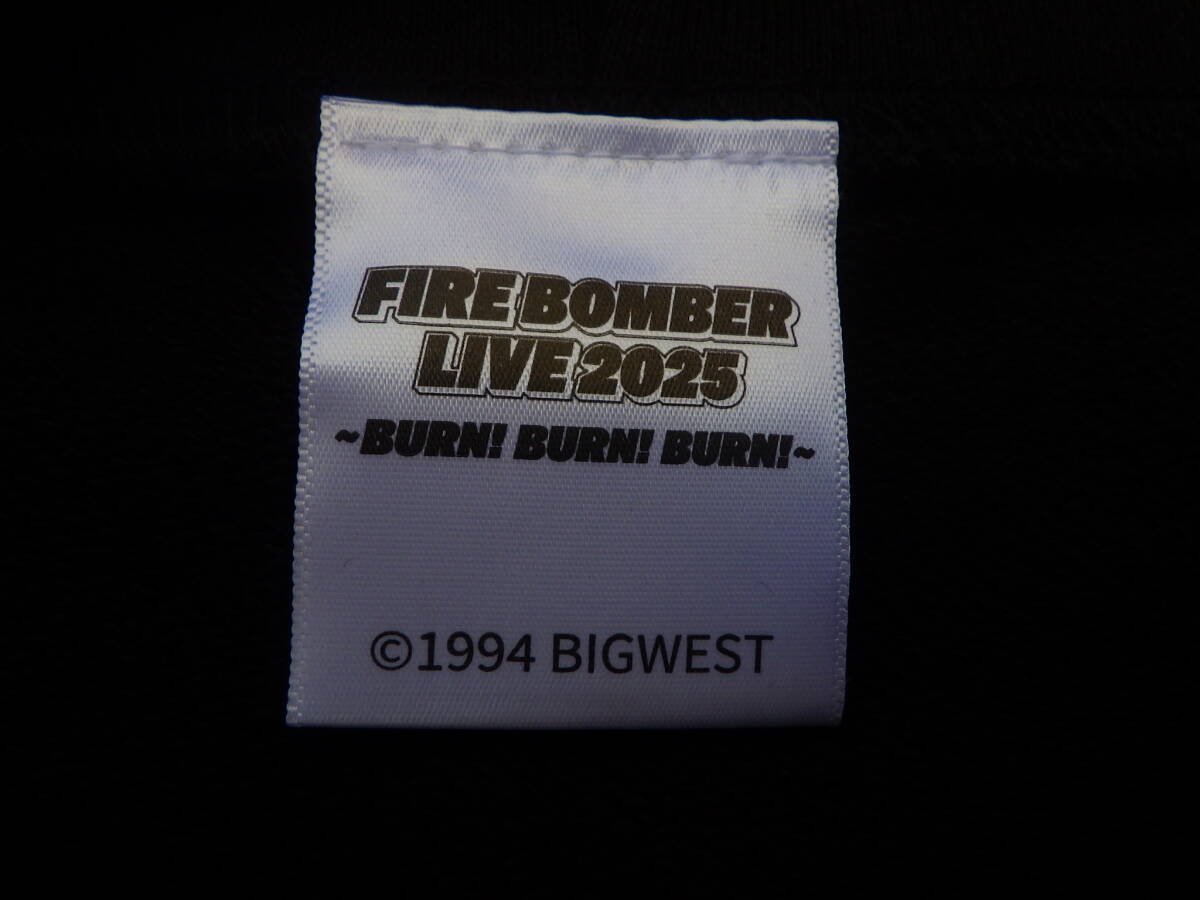 FIRE BOMBER
LIVE 2025
~BURN! BURN! BURN!~
©1994 BIGWEST